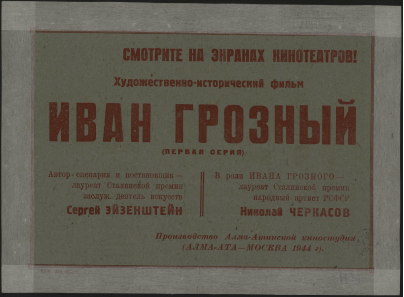 СМОТРИТЕ НА ЭКРАНАХ КИНОТЕАТРОВ!
Художественно-исторический фильм
ИВАН ГРОЗНЫЙ
(ПЕРВАЯ СЕРИЯ)
Автор-сценария и постановщик —
лауреат Сталинской премии
заслуж. деятель искусств
Сергей ЭЙЗЕНШТЕЙН
В роли ИВАНА ГРОЗНОГО —
лауреат Сталинской премии
народный артист РСФСР
Николай ЧЕРКАСОВ
Производство Алма-Атинской киностудии
(АЛМА-АТА—МОСКВА 1944 г.)